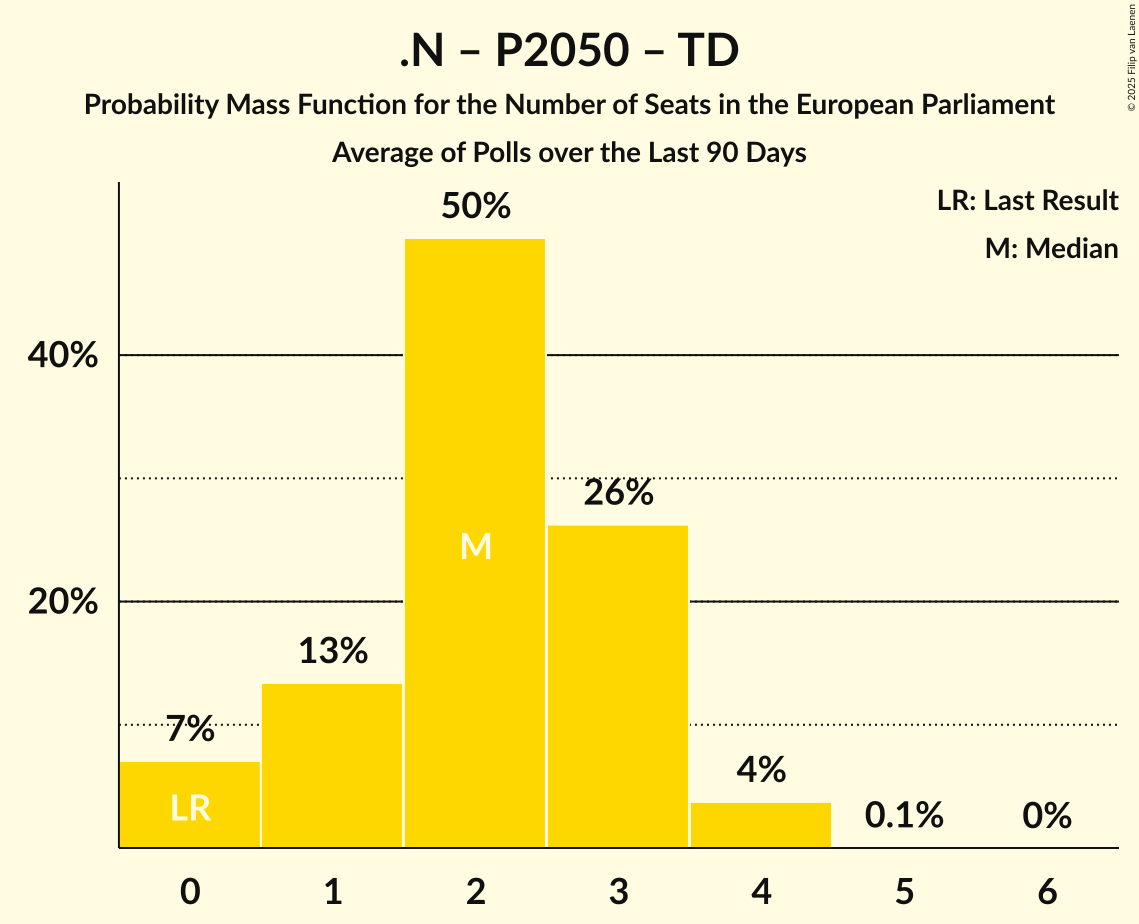 .N – P2050 – TD
Probability Mass Function for the Number of Seats in the European Parliament
Average of Polls over the Last 90 Days
© 2025 Filip van Laenen
LR: Last Result
M: Median
50%
40%
26%
M
20%
13%
7%
4%
LR
0.1%
0%
0 1 2 3 4 5 6